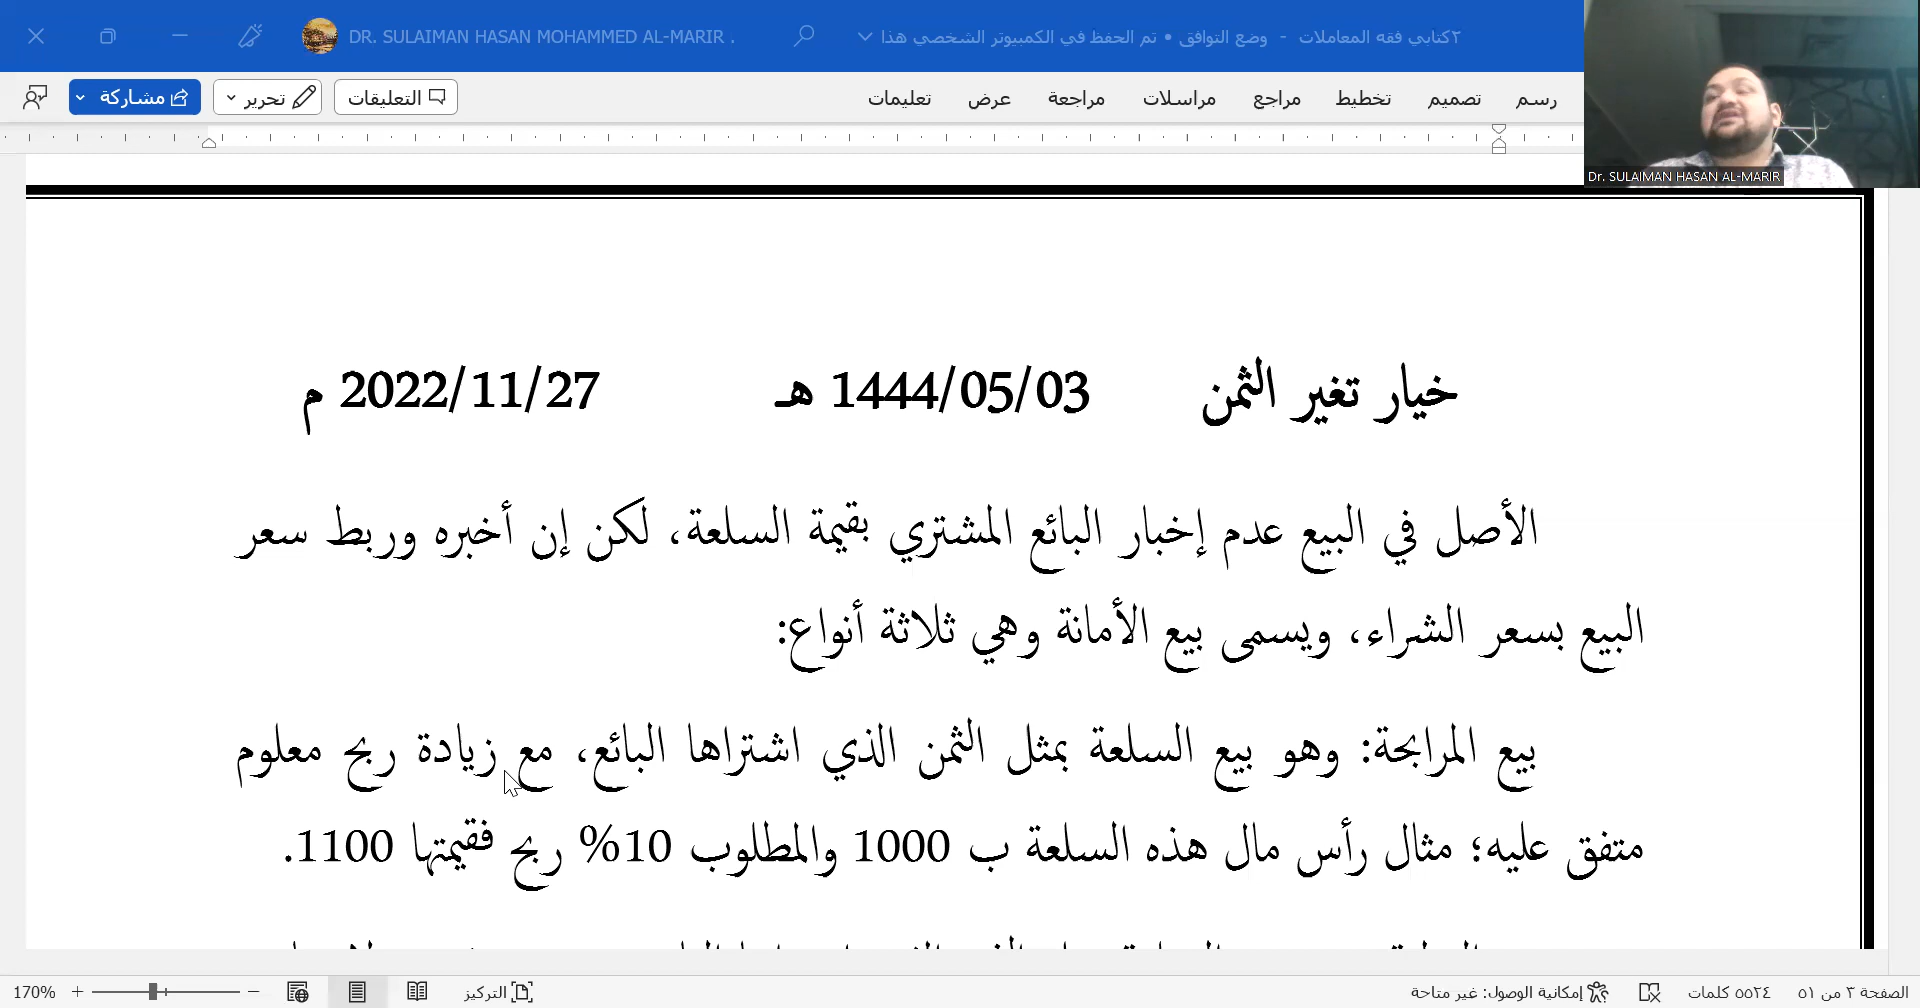 ٢كتابي فقه المعاملات - وضع التوافق • تم الحفظ في الكمبيوتر الشخصي هذا
DR. SULAIMAN HASAN MOHAMMED AL-MARIR .
رسم تصميم تخطيط مراجع مراسلات مراجعة عرض تعليمات
التعليقات تحرير مشاركة
Dr. SULAIMAN HASAN AL-MARIR
خيار تغير الثمن 1444/05/03 هـ 2022/11/27 م
الأصل في البيع عدم إخبار البائع المشتري بقيمة السلعة، لكن إن أخبره وربط سعر
البيع بسعر الشراء، ويسمى بيع الأمانة وهي ثلاثة أنواع:
بيع المرابحة: وهو بيع السلعة بمثل الثمن الذي اشتراها البائع، مع زيادة ربح معلوم
متفق عليه؛ مثال رأس مال هذه السلعة ب 1000 والمطلوب 10% ربح فقيمتها 1100.
الصفحة ٣ من ٥١ ٥٥٢٤ كلمات إمكانية الوصول: غير متاحة التركيز 170%